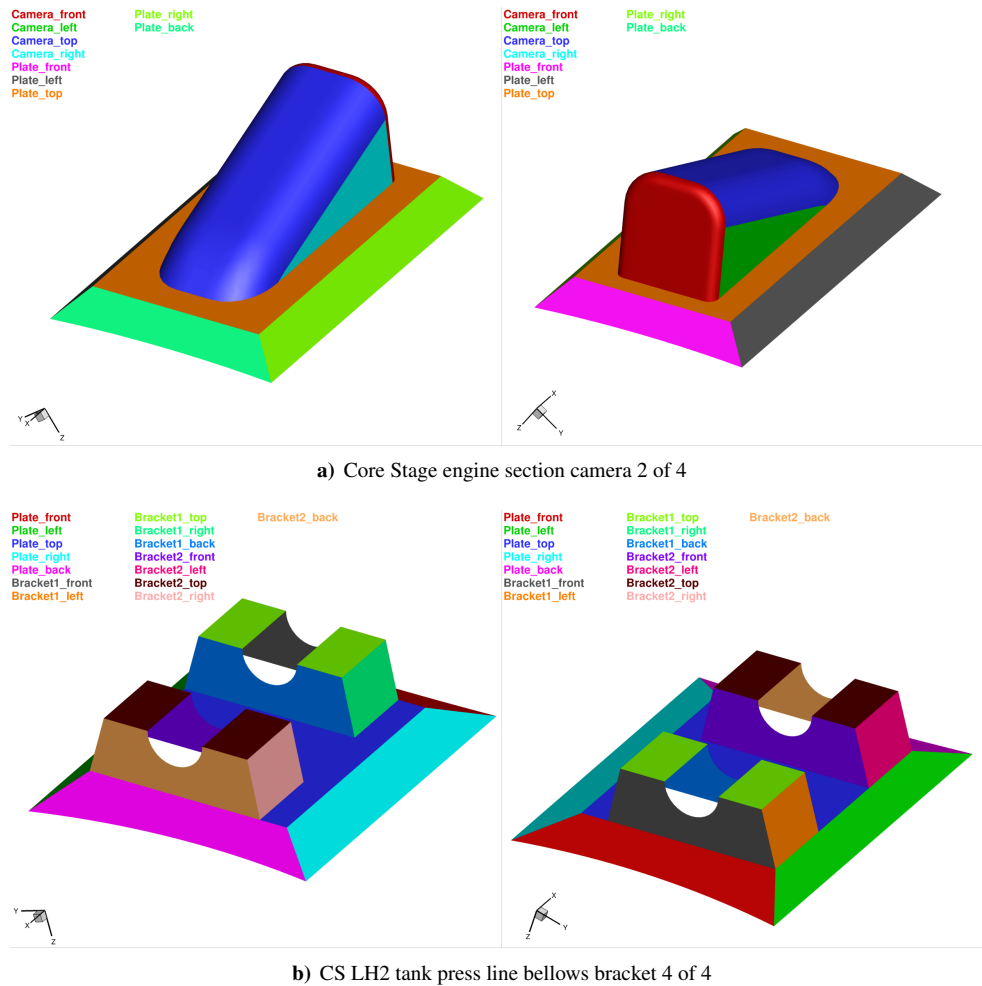 Camera_front Plate_right
Camera_left Plate_back
Camera_top
Camera_right
Plate_front
Plate_left
Plate_top
Y X Z
Camera_front Plate_right
Camera_left Plate_back
Camera_top
Camera_right
Plate_front
Plate_left
Plate_top
X
Z Y
a) Core Stage engine section camera 2 of 4
Plate_front Bracket1_top Bracket2_back
Plate_left Bracket1_right
Plate_top Bracket1_back
Plate_right Bracket2_front
Plate_back Bracket2_left
Bracket1_front Bracket2_top
Bracket1_left Bracket2_right
Y X Z
Plate_front Bracket1_top Bracket2_back
Plate_left Bracket1_right
Plate_top Bracket1_back
Plate_right Bracket2_front
Plate_back Bracket2_left
Bracket1_front Bracket2_top
Bracket1_left Bracket2_right
X
Y
Z
b) CS LH2 tank press line bellows bracket 4 of 4